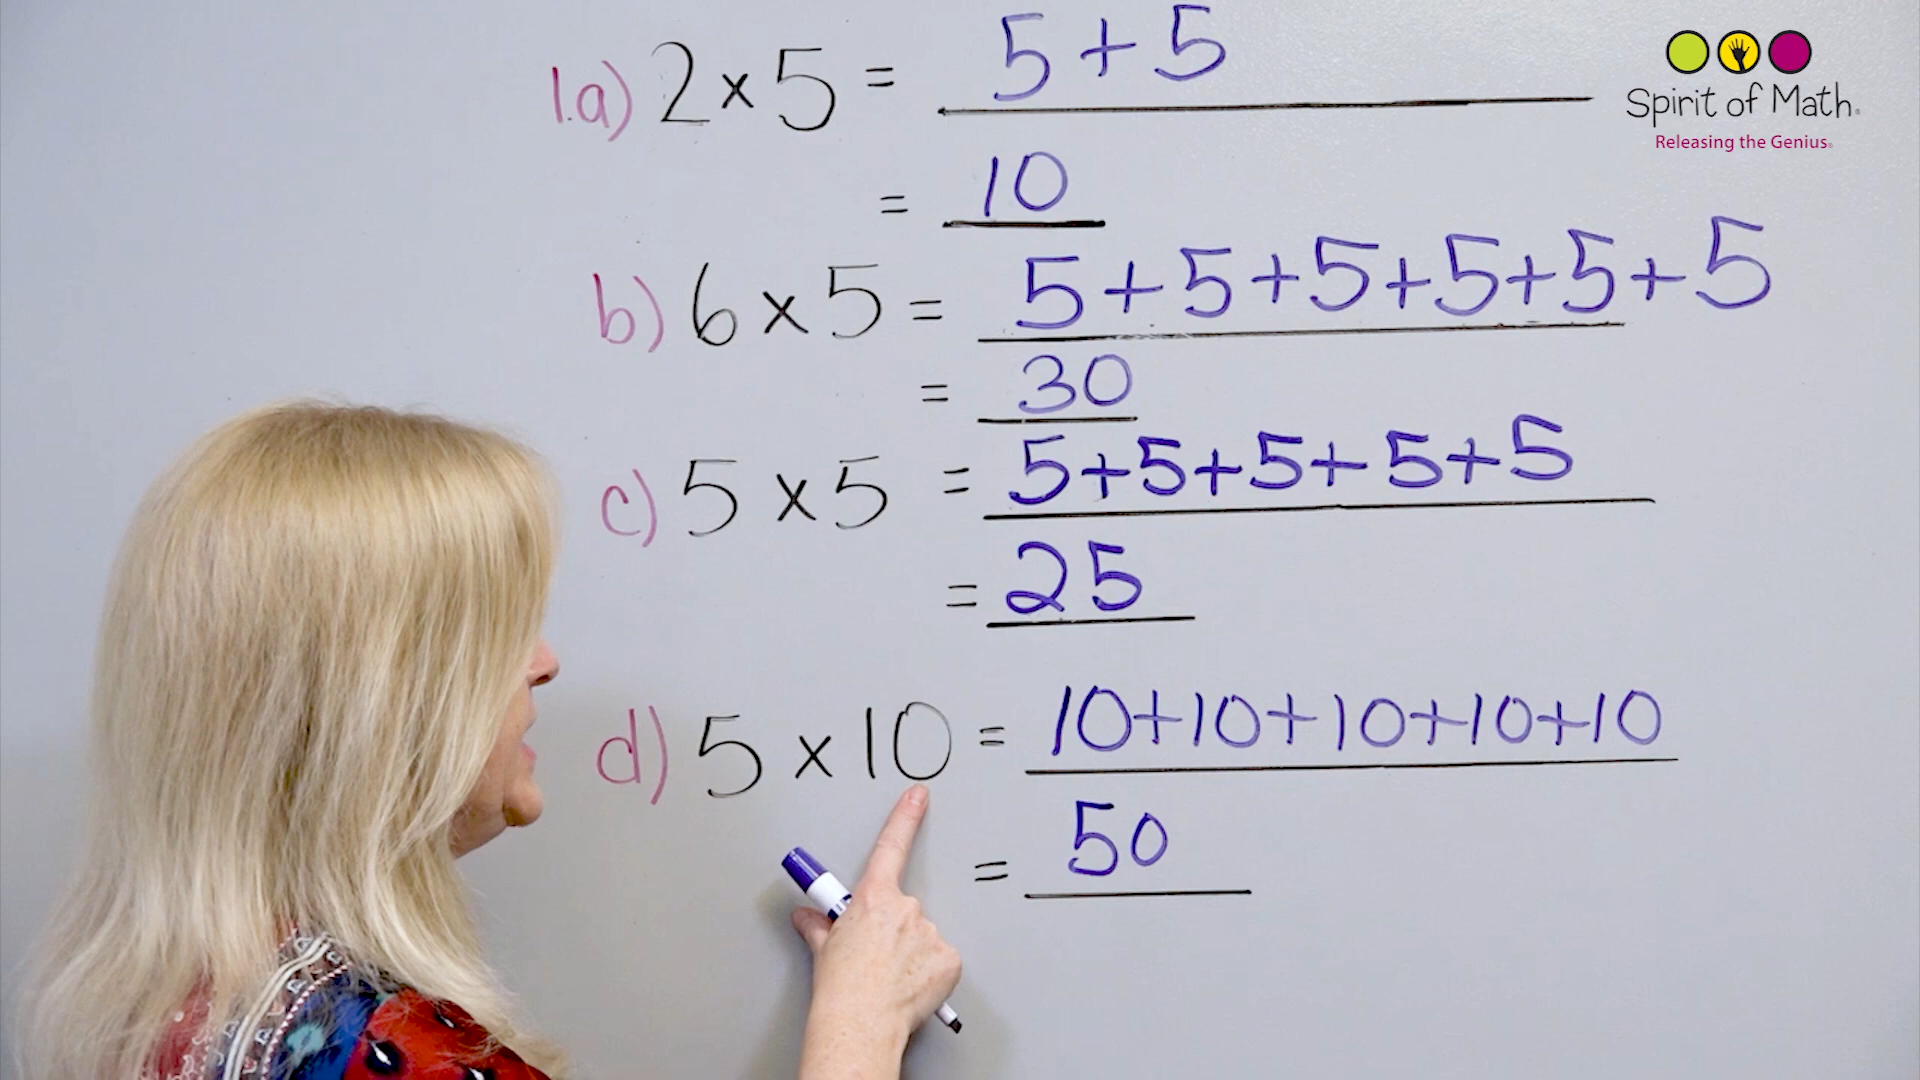 1.a) 2 x 5 = 5 + 5
= 10
b) 6 x 5 = 5 + 5 + 5 + 5 + 5 + 5
= 30
c) 5 x 5 = 5 + 5 + 5 + 5 + 5
= 25
d) 5 x 10 = 10 + 10 + 10 + 10 + 10
= 50
Spirit of Math
Releasing the Genius